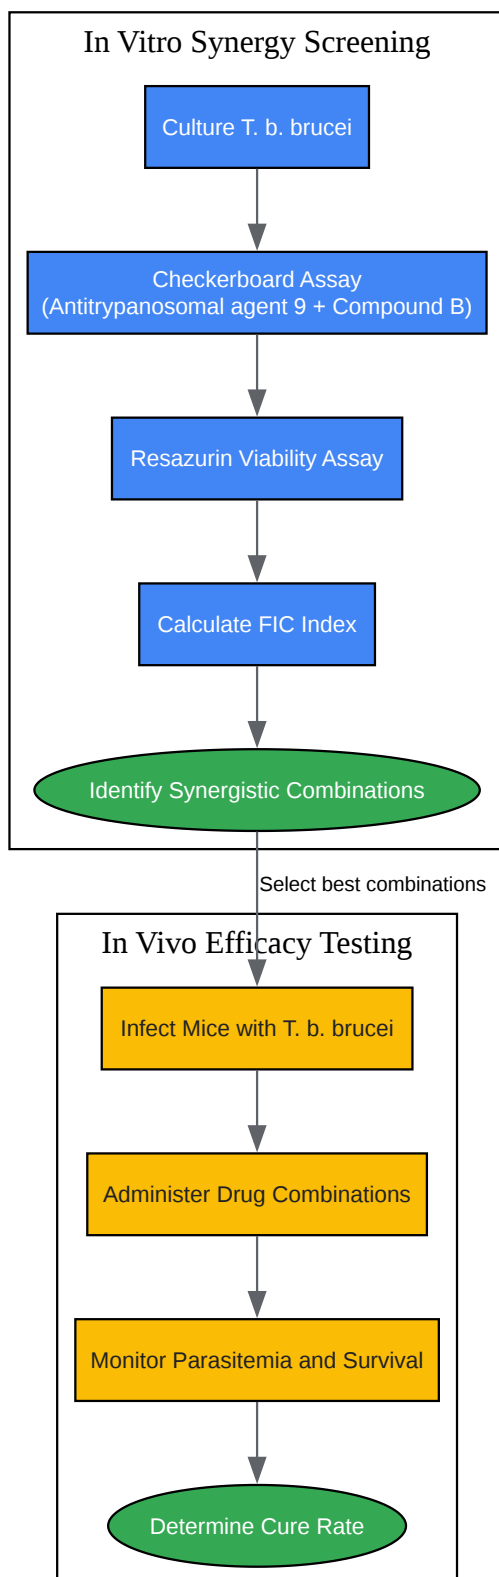 In Vitro Synergy Screening
Culture T. b. brucei
Checkerboard Assay
(Antitrypanosomal agent 9 + Compound B)
Resazurin Viability Assay
Calculate FIC Index
Identify Synergistic Combinations
Select best combinations
In Vivo Efficacy Testing
Infect Mice with T. b. brucei
Administer Drug Combinations
Monitor Parasitemia and Survival
Determine Cure Rate